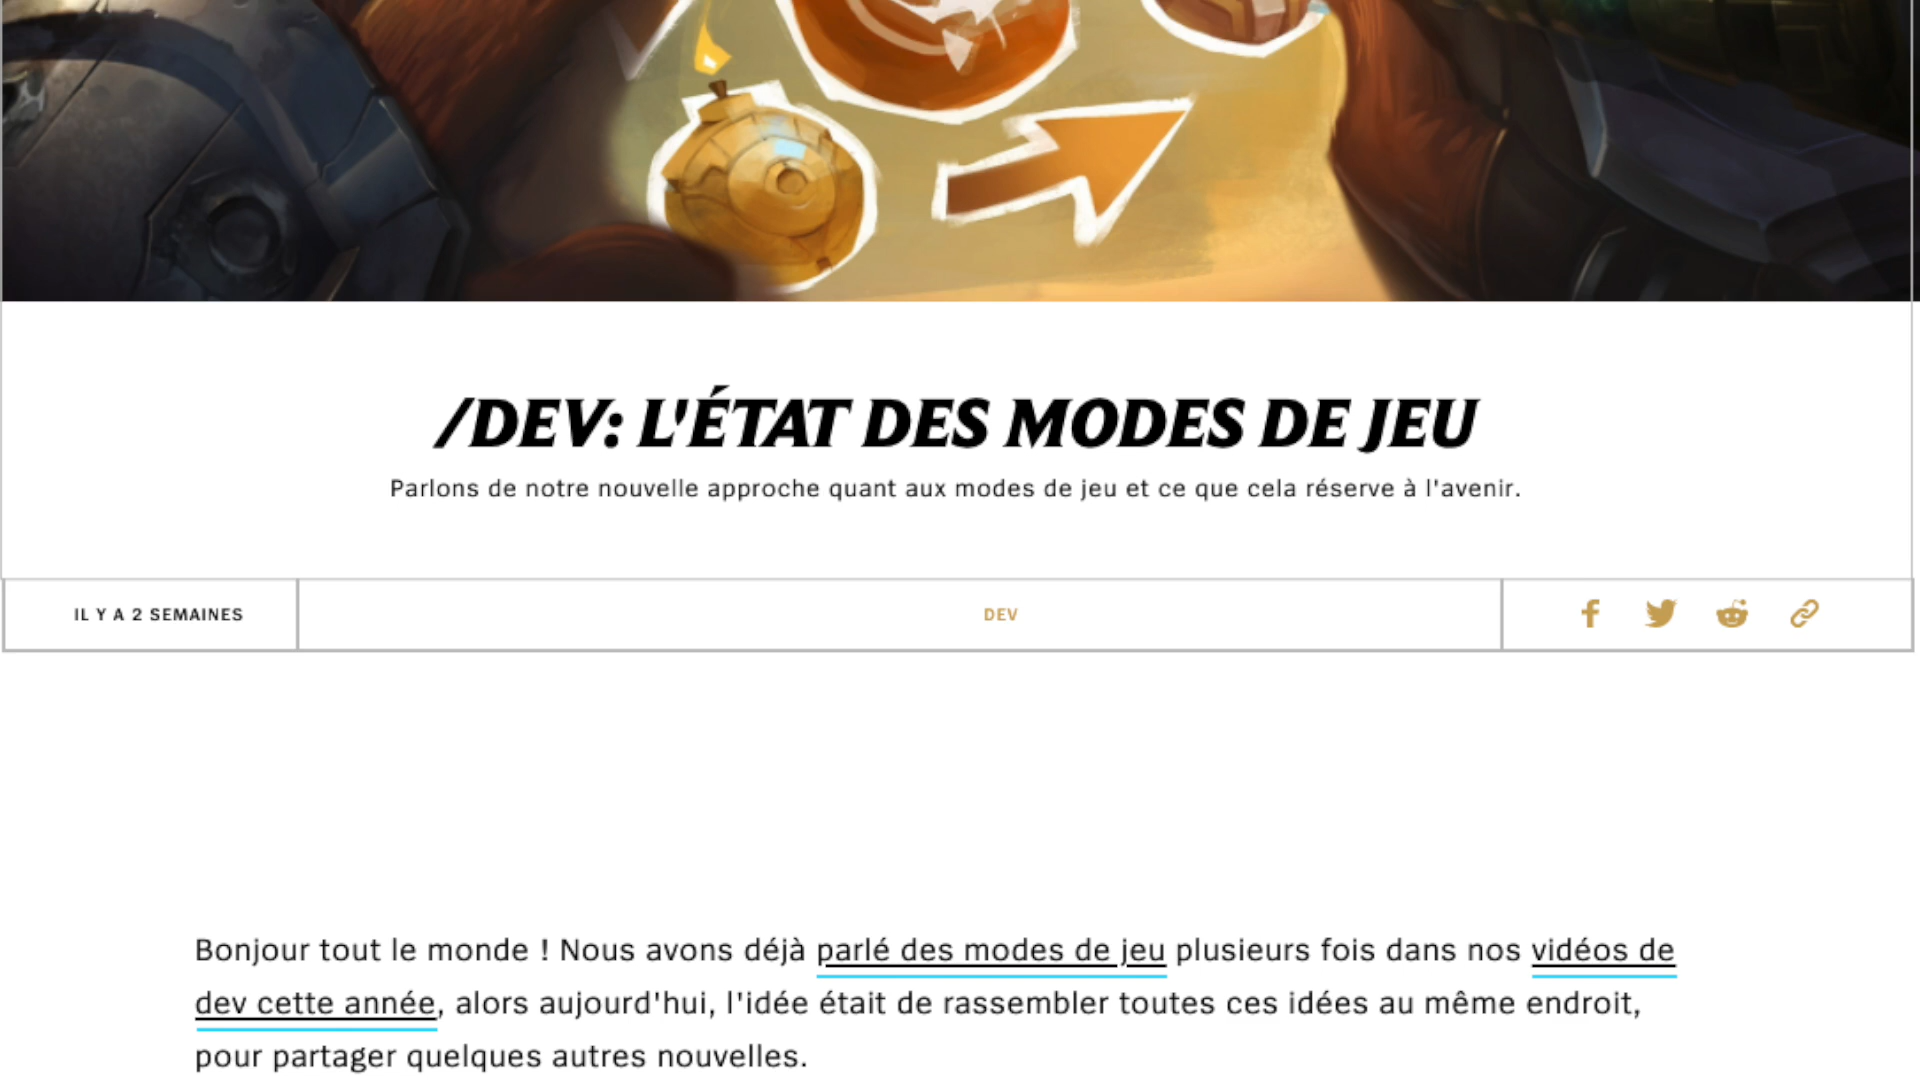 /DEV: L'ÉTAT DES MODES DE JEU
Parlons de notre nouvelle approche quant aux modes de jeu et ce que cela réserve à l'avenir.
IL Y A 2 SEMAINES
DEV
Bonjour tout le monde ! Nous avons déjà parlé des modes de jeu plusieurs fois dans nos vidéos de
dev cette année, alors aujourd'hui, l'idée était de rassembler toutes ces idées au même endroit,
pour partager quelques autres nouvelles.